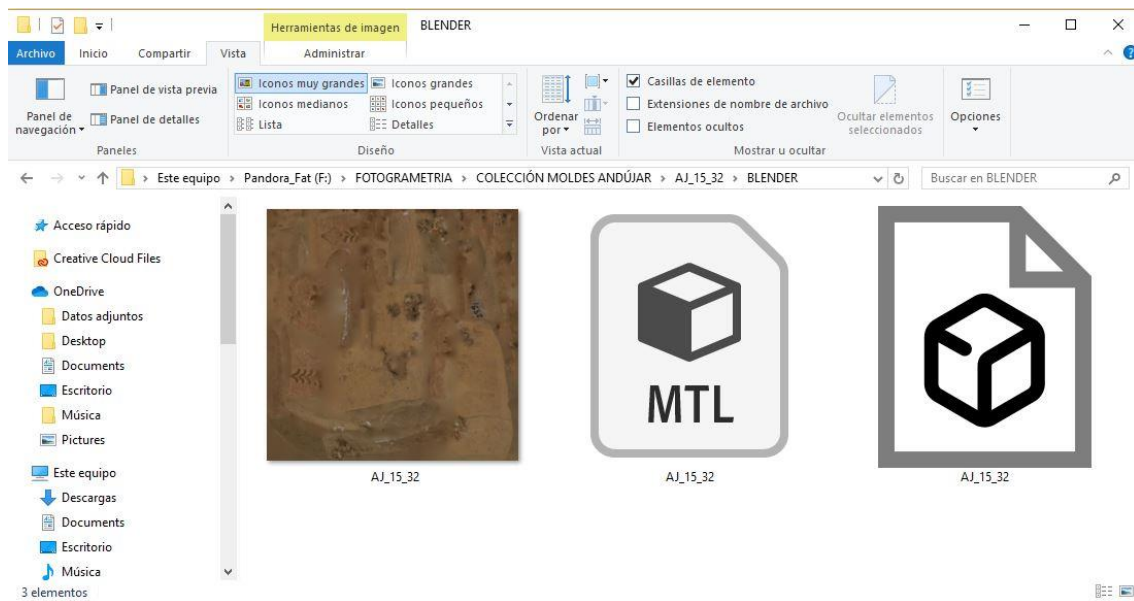 Herramientas de imagen BLENDER
Archivo Inicio Compartir Vista Administrar
Panel de navegación
Panel de vista previa
Panel de detalles
Paneles
Iconos muy grandes Iconos grandes
Iconos medianos Iconos pequeños
Lista Detalles
Diseño
Ordenar por
Vista actual
Casillas de elemento
Extensiones de nombre de archivo
Elementos ocultos
Ocultar elementos seleccionados
Mostrar u ocultar
Opciones
Este equipo > Pandora_Fat (F:) > FOTOGRAMETRIA > COLECCIÓN MOLDES ANDÚJAR > AJ_15_32 > BLENDER
Buscar en BLENDER
Acceso rápido
Creative Cloud Files
OneDrive
Datos adjuntos
Desktop
Documents
Escritorio
Música
Pictures
Este equipo
Descargas
Documents
Escritorio
Música
MTL
AJ_15_32 AJ_15_32 AJ_15_32
3 elementos